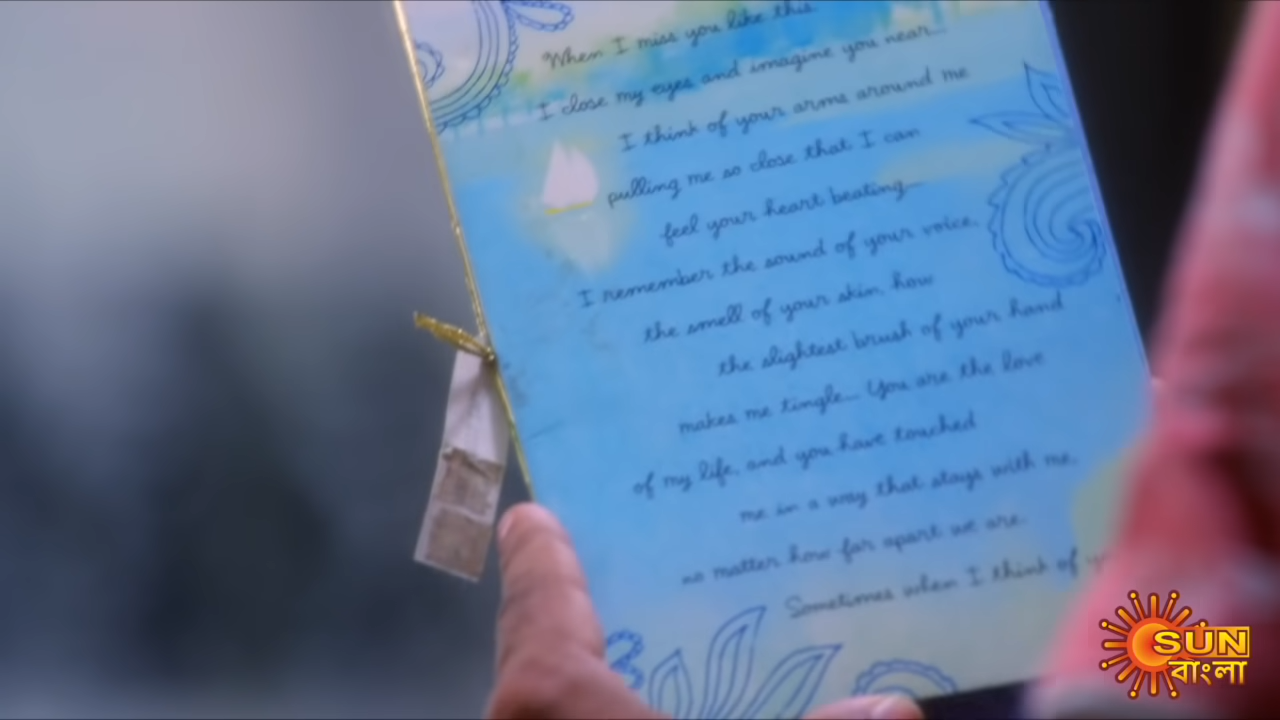 When I miss you like this
I close my eyes and imagine you near...
I think of your arms around me
pulling me so close that I can
feel your heart beating...
I remember the sound of your voice,
the smell of your skin, how
the slightest brush of your hand
makes me tingle... You are the love
of my life, and you have touched
me in a way that stays with me,
no matter how far apart we are.
Sometimes when I think of
SUN
বাংলা